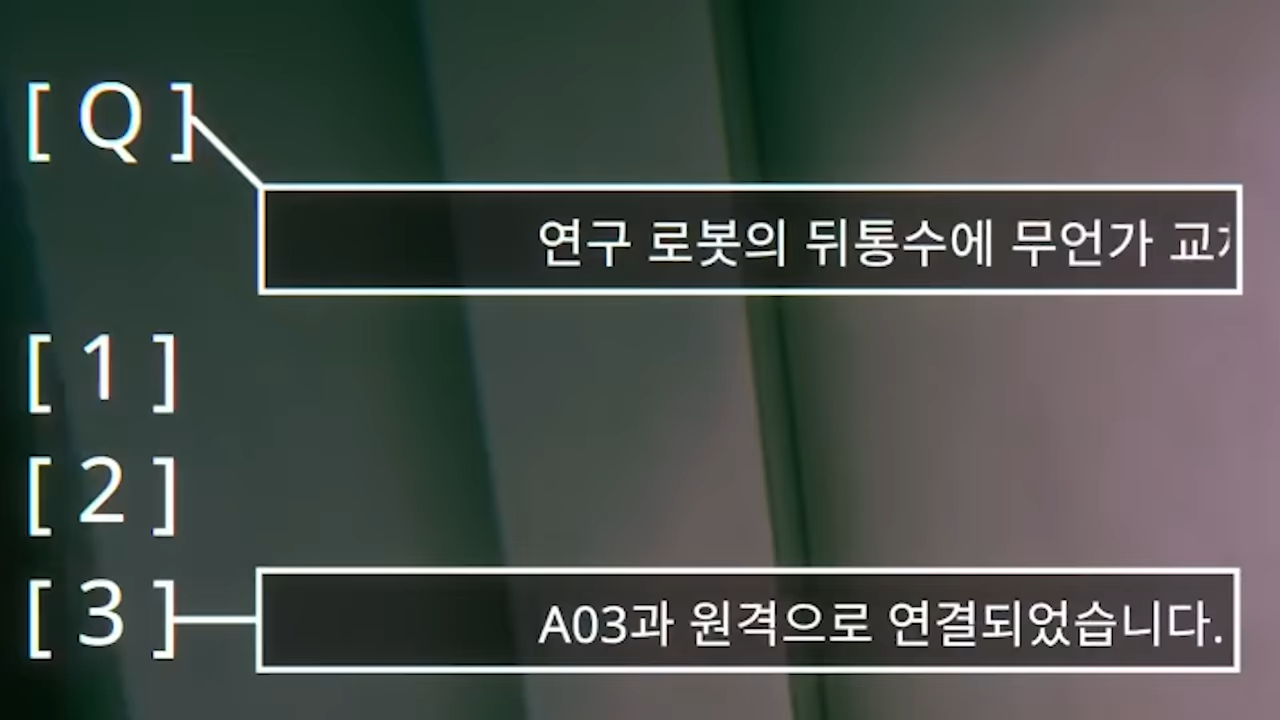 [ Q ]
연구 로봇의 뒤통수에 무언가
[ 1 ]
[ 2 ]
[ 3 ]
A03과 원격으로 연결되었습니다.